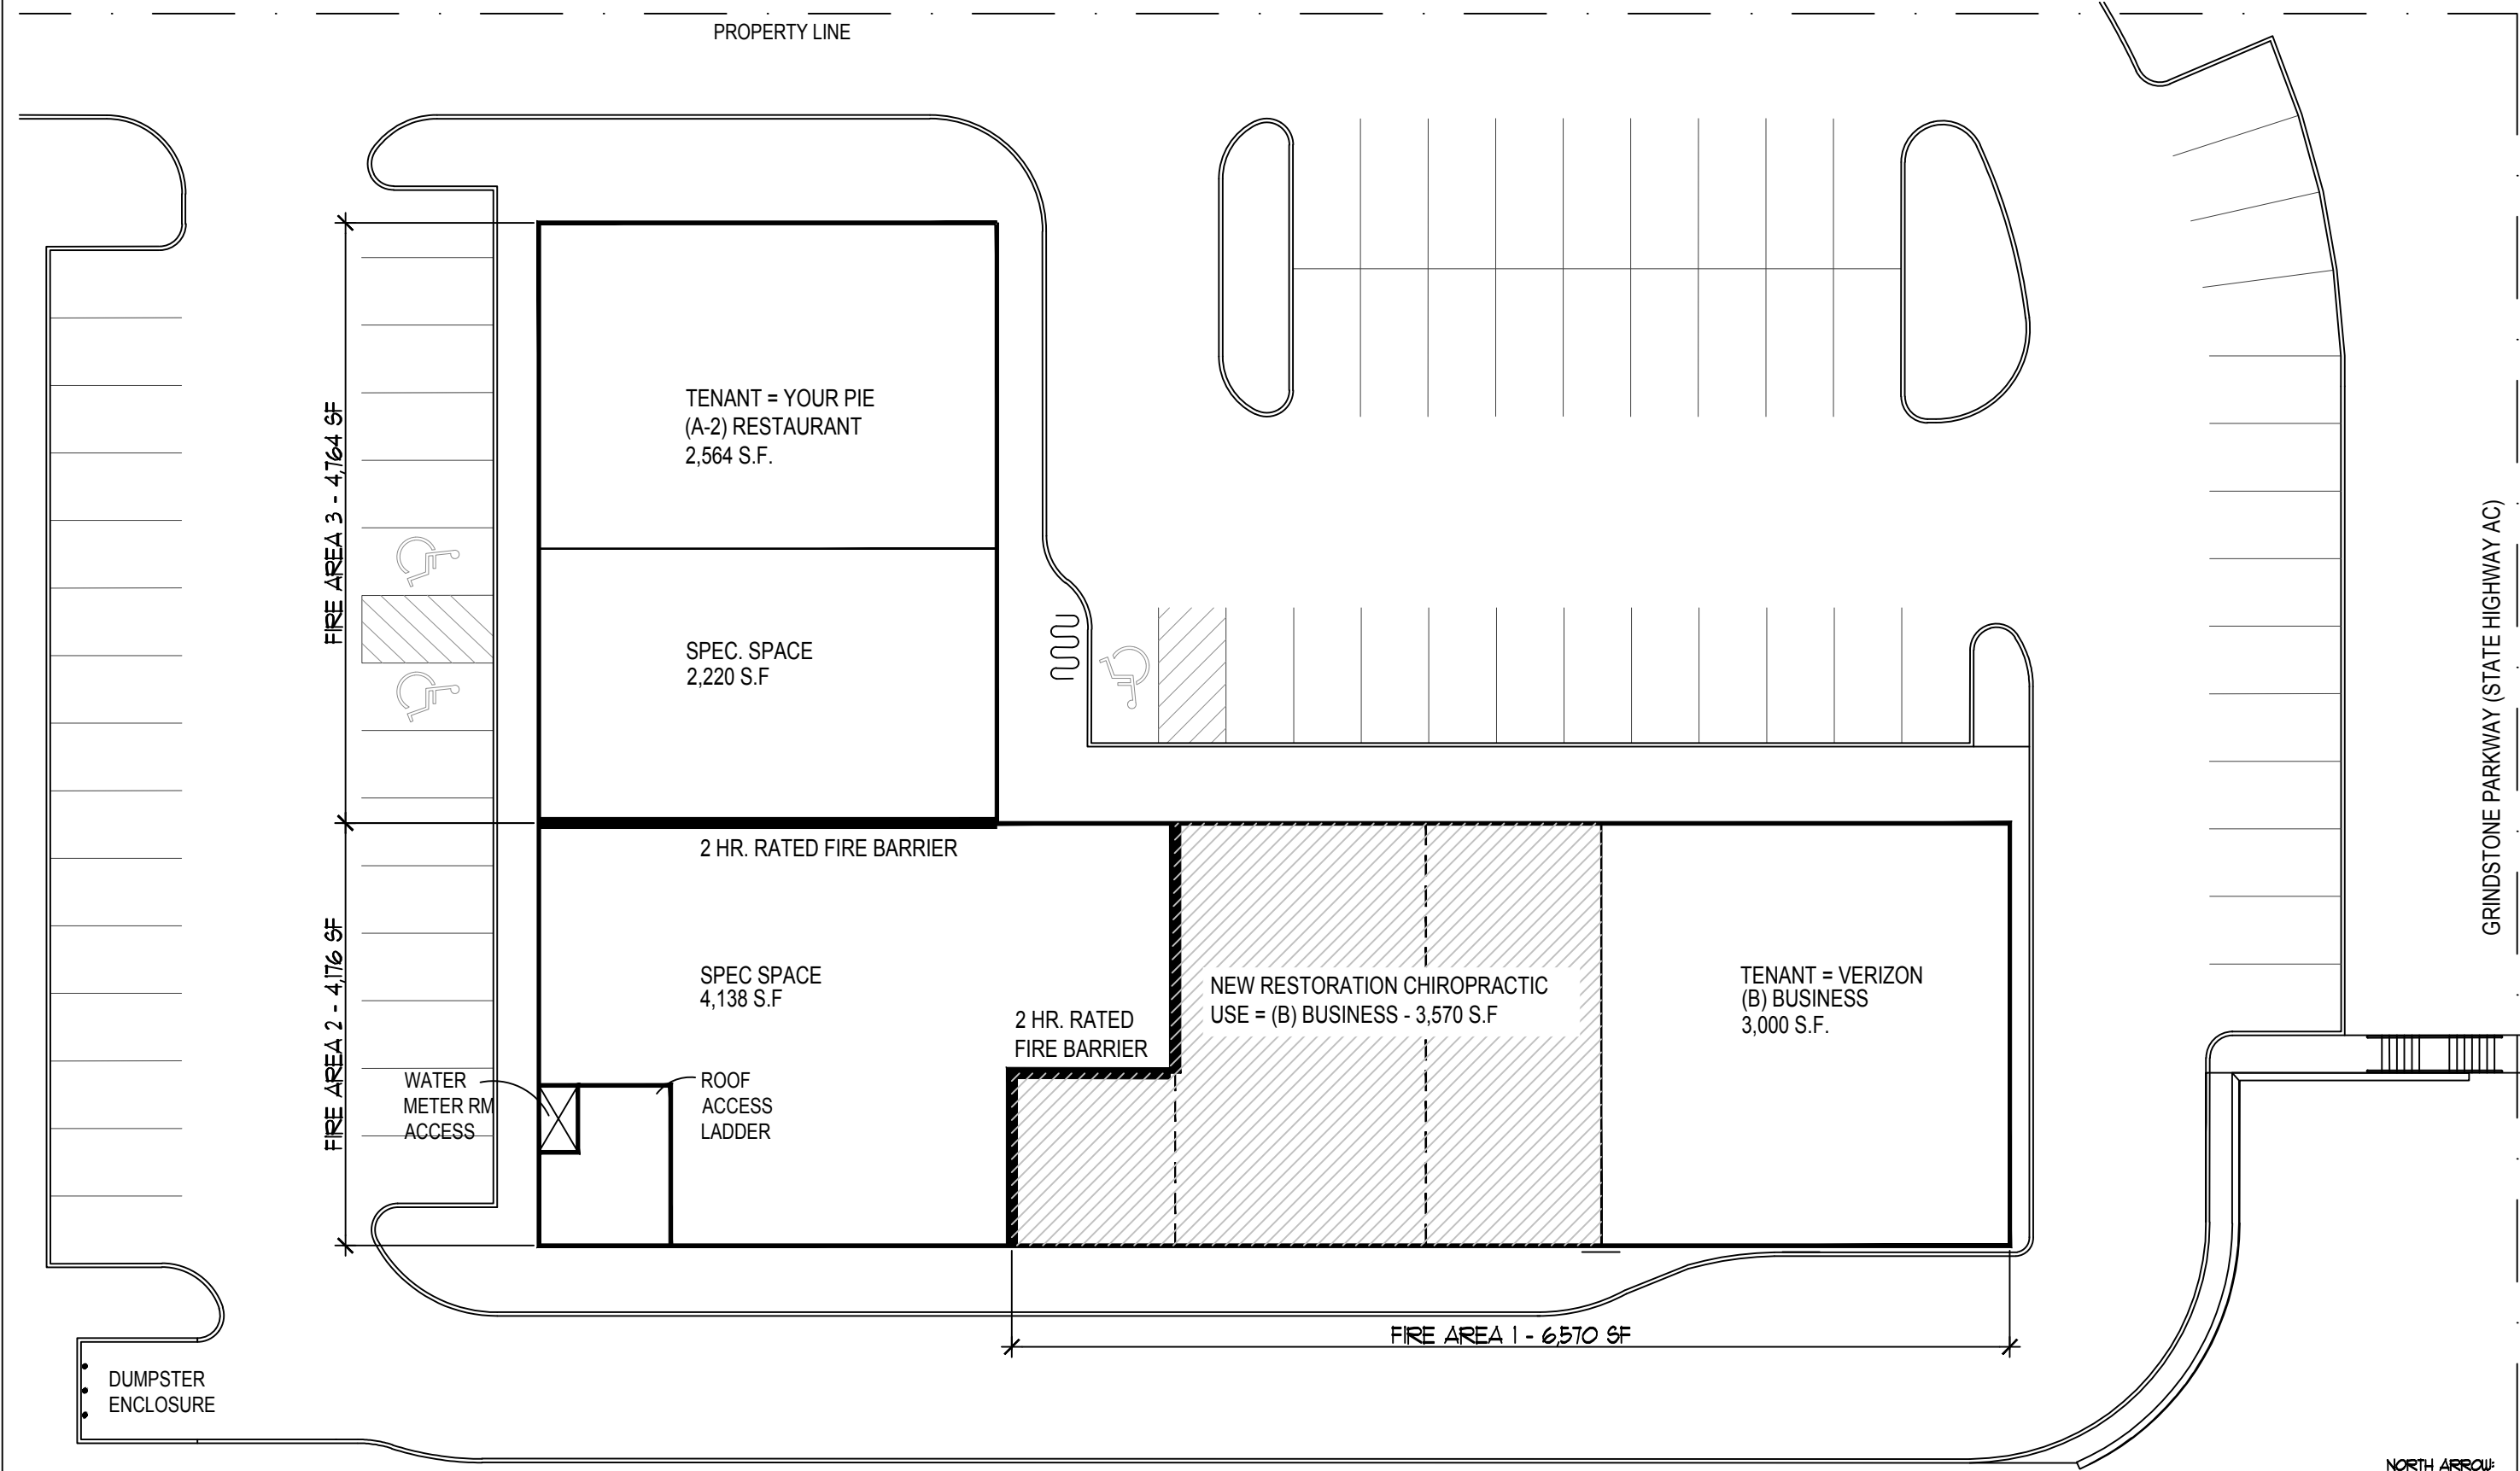 PROPERTY LINE
TENANT = YOUR PIE
(A-2) RESTAURANT
2,564 S.F.
FIRE AREA 3 - 4,764 SF
SPEC. SPACE
2,220 S.F
GRINDSTONE PARKWAY (STATE HIGHWAY AC)
2 HR. RATED FIRE BARRIER
FIRE AREA 2 - 4,176 SF
SPEC SPACE
4,138 S.F
2 HR. RATED
FIRE BARRIER
NEW RESTORATION CHIROPRACTIC
USE = (B) BUSINESS - 3,570 S.F
TENANT = VERIZON
(B) BUSINESS
3,000 S.F.
WATER
METER RM
ACCESS
ROOF
ACCESS
LADDER
FIRE AREA 1 - 6,570 SF
DUMPSTER
ENCLOSURE
NORTH ARROW: